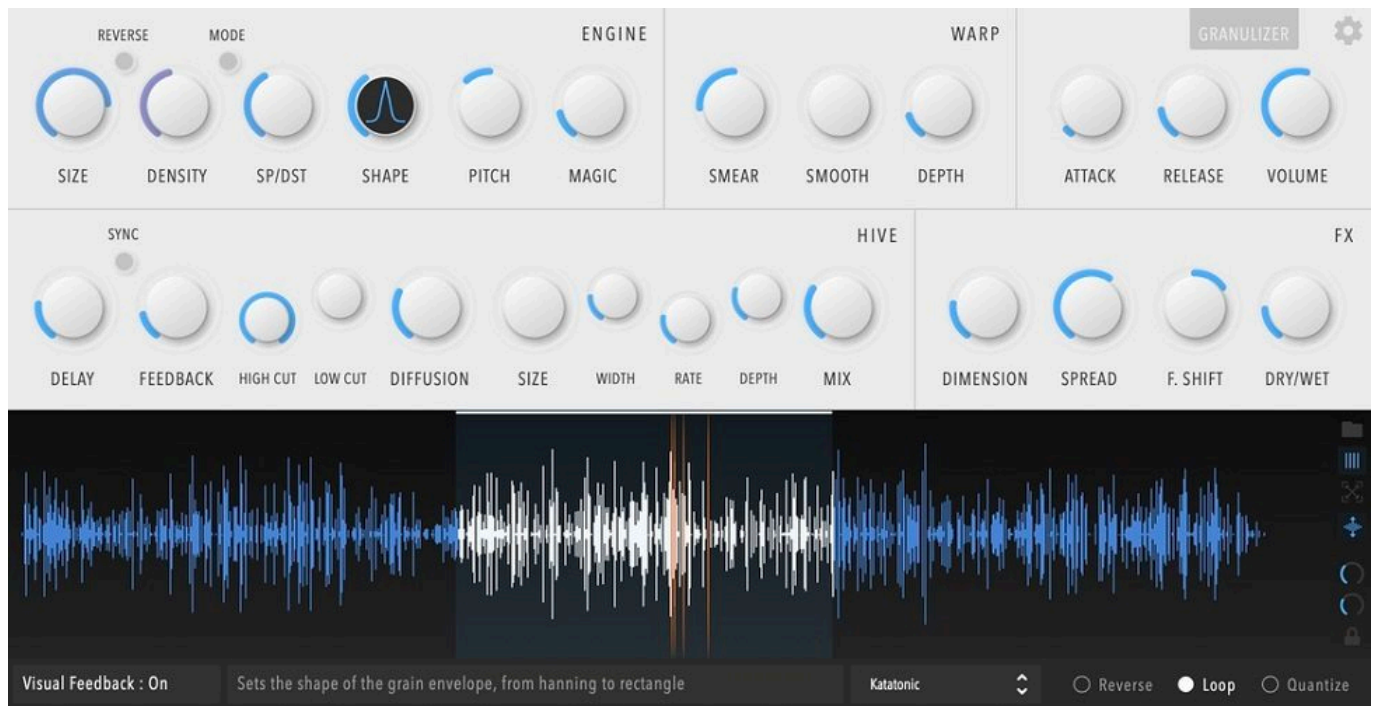 REVERSE MODE ENGINE
SIZE DENSITY SP/DST SHAPE PITCH MAGIC
WARP
SMEAR SMOOTH DEPTH
GRANULIZER
ATTACK RELEASE VOLUME
SYNC HIVE
DELAY FEEDBACK HIGH CUT LOW CUT DIFFUSION SIZE WIDTH RATE DEPTH MIX
FX
DIMENSION SPREAD F. SHIFT DRY/WET
Visual Feedback : On Sets the shape of the grain envelope, from hanning to rectangle Katatonic Reverse Loop Quantize